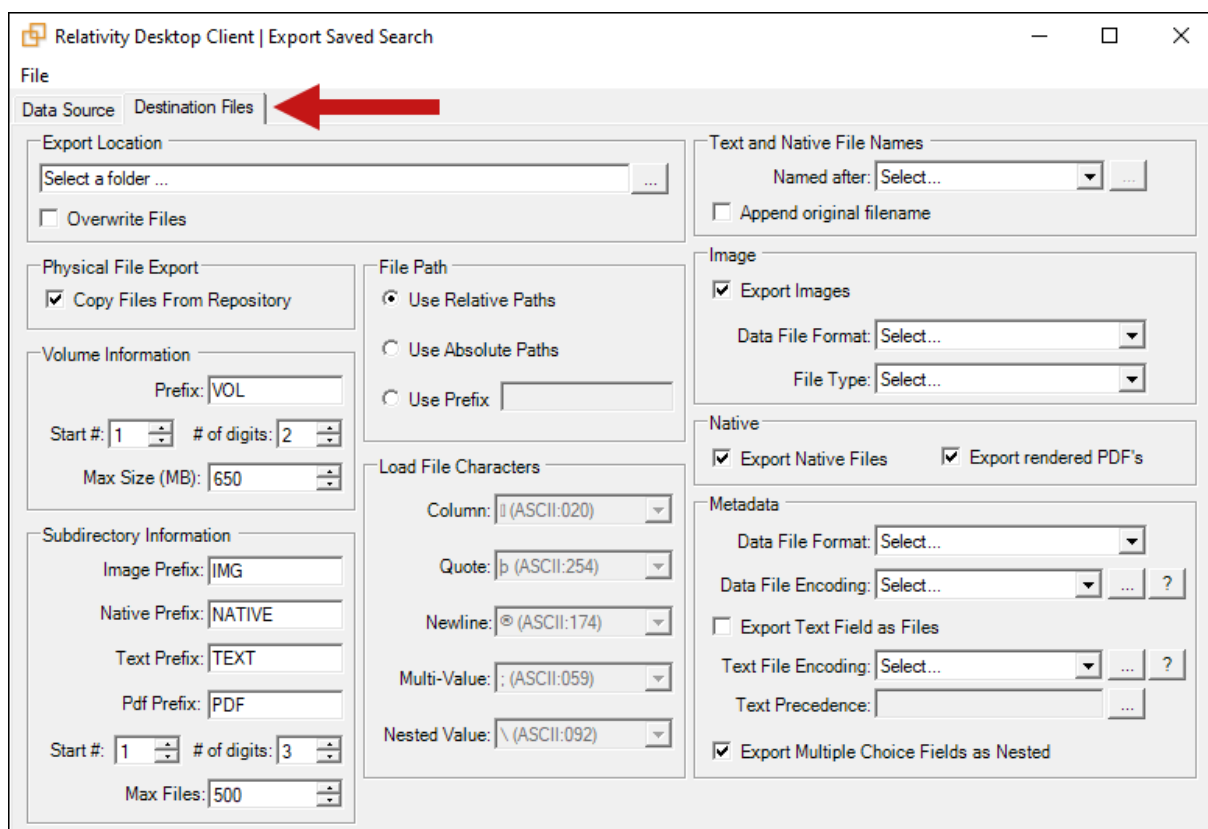 Relativity Desktop Client | Export Saved Search
File
Data Source
Destination Files
Export Location
Select a folder ...
...
Overwrite Files
Physical File Export
Copy Files From Repository
Volume Information
Prefix: VOL
Start #: 1 # of digits: 2
Max Size (MB): 650
Subdirectory Information
Image Prefix: IMG
Native Prefix: NATIVE
Text Prefix: TEXT
Pdf Prefix: PDF
Start #: 1 # of digits: 3
Max Files: 500
File Path
Use Relative Paths
Use Absolute Paths
Use Prefix
Load File Characters
Column: ▯ (ASCII:020)
Quote: þ (ASCII:254)
Newline: ® (ASCII:174)
Multi-Value: ; (ASCII:059)
Nested Value: \ (ASCII:092)
Text and Native File Names
Named after: Select... ...
Append original filename
Image
Export Images
Data File Format: Select...
File Type: Select...
Native
Export Native Files Export rendered PDF's
Metadata
Data File Format: Select...
Data File Encoding: Select... ... ?
Export Text Field as Files
Text File Encoding: Select... ... ?
Text Precedence: ...
Export Multiple Choice Fields as Nested